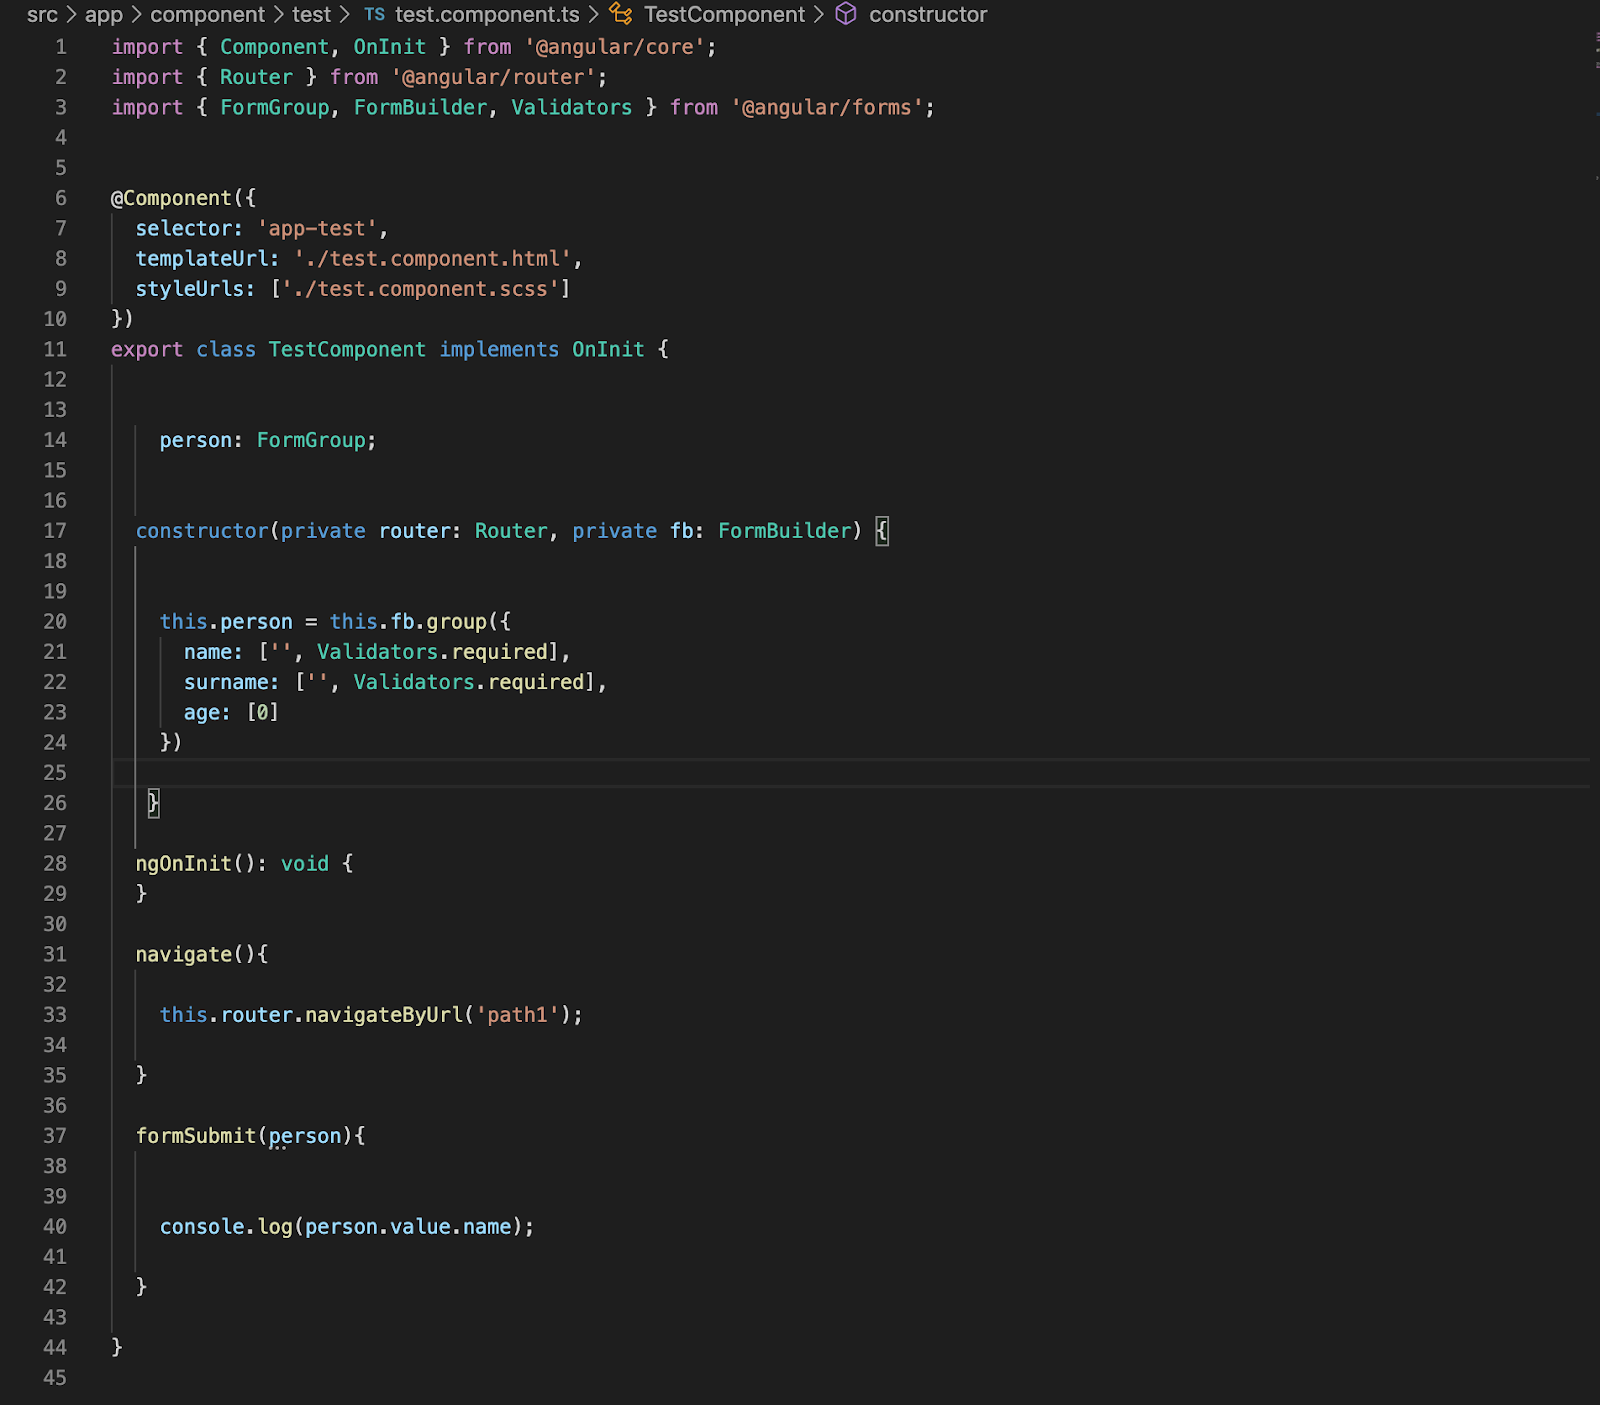 src > app > component > test > TS test.component.ts > TestComponent > constructor
1 import { Component, OnInit } from '@angular/core';
2 import { Router } from '@angular/router';
3 import { FormGroup, FormBuilder, Validators } from '@angular/forms';
4
5
6 @Component({
7   selector: 'app-test',
8   templateUrl: './test.component.html',
9   styleUrls: ['./test.component.scss']
10 })
11 export class TestComponent implements OnInit {
12
13
14     person: FormGroup;
15
16
17   constructor(private router: Router, private fb: FormBuilder) {
18
19
20     this.person = this.fb.group({
21       name: ['', Validators.required],
22       surname: ['', Validators.required],
23       age: [0]
24     })
25
26    }
27
28   ngOnInit(): void {
29   }
30
31   navigate(){
32
33     this.router.navigateByUrl('path1');
34
35   }
36
37   formSubmit(person){
38
39
40     console.log(person.value.name);
41
42   }
43
44 }
45